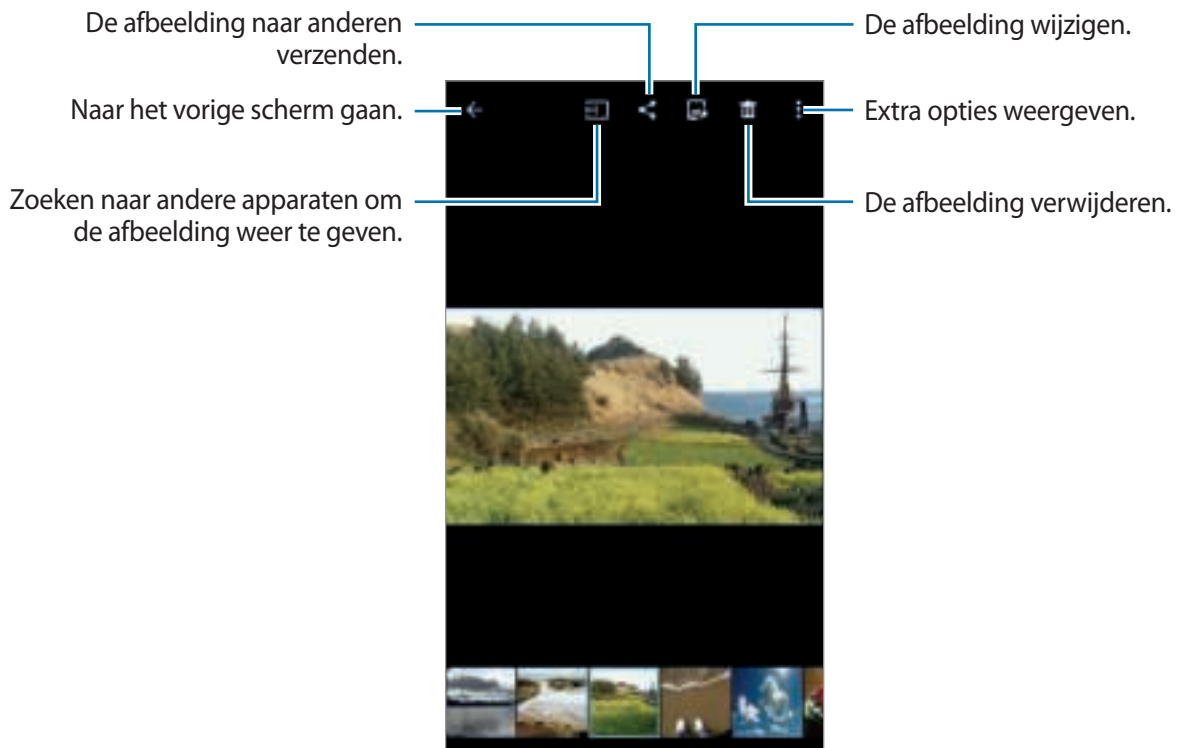 De afbeelding naar anderen
verzenden.
De afbeelding wijzigen.
Naar het vorige scherm gaan.
Extra opties weergeven.
Zoeken naar andere apparaten om
de afbeelding weer te geven.
De afbeelding verwijderen.